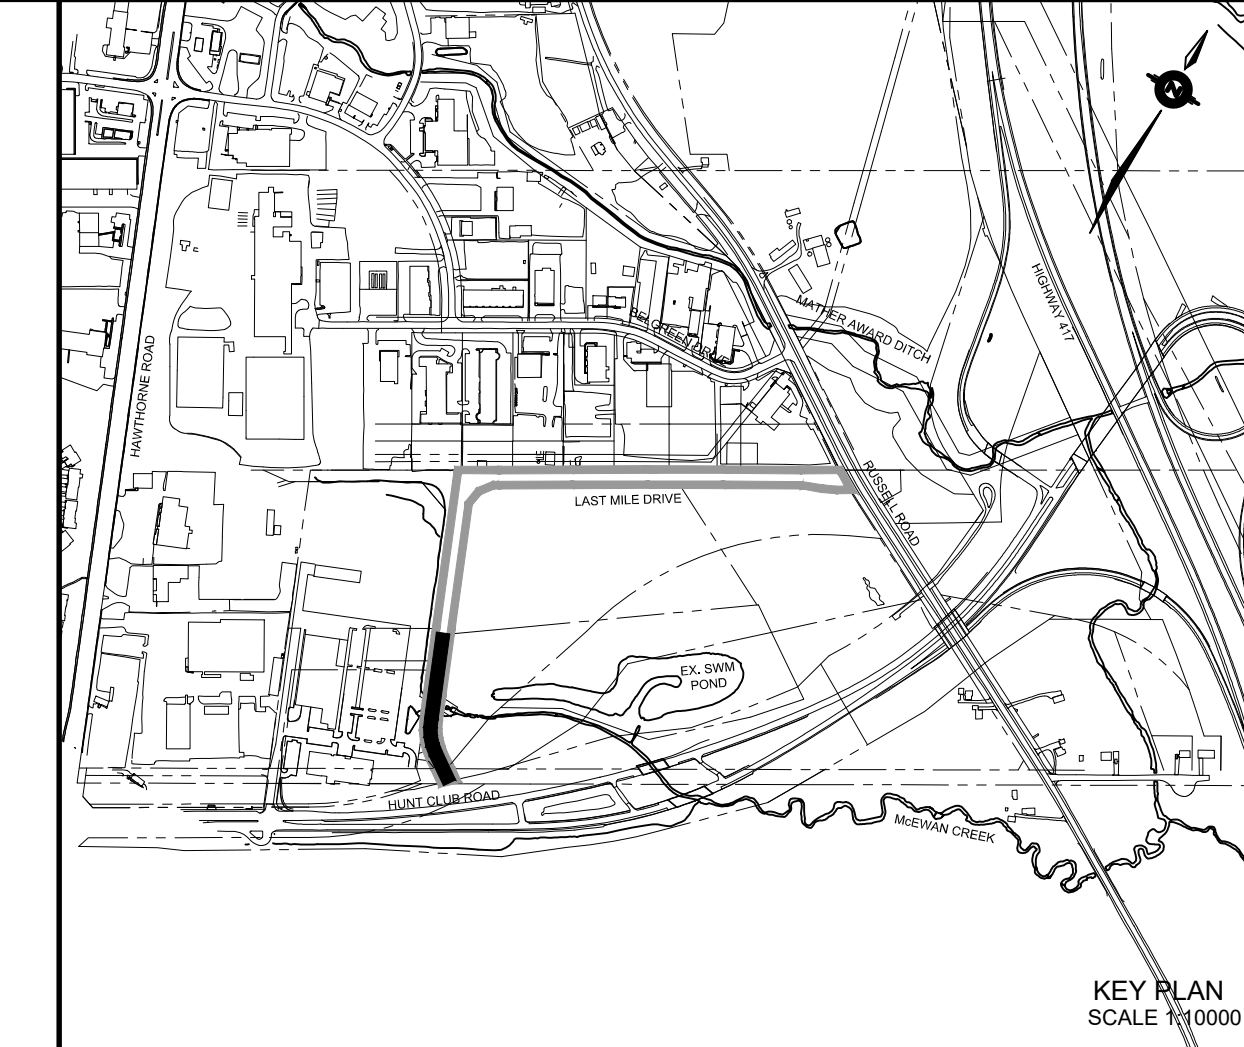 HIGHWAY 417
MATHER AWARD DITCH
BELGREEN DRIVE
HAWTHORNE ROAD
RUSSELL ROAD
LAST MILE DRIVE
EX. SWM
POND
HUNT CLUB ROAD
McEWAN CREEK
KEY PLAN
SCALE 1:10000
N